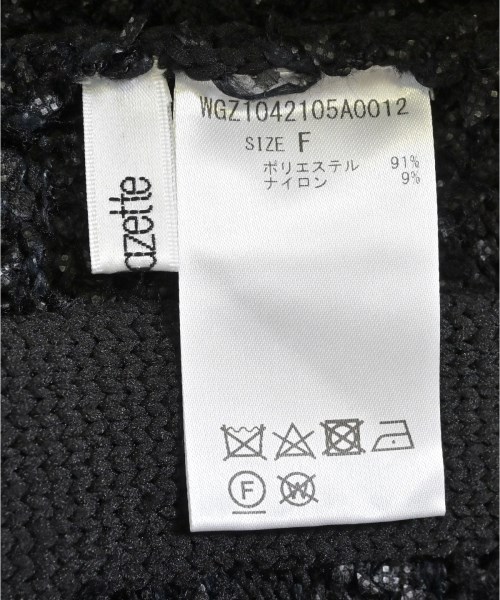 azette
WGZ1042105A0012
SIZE F
ポリエステル 91%
ナイロン 9%
F W